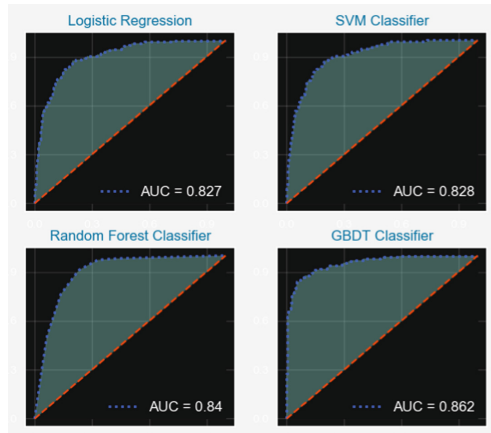 Logistic Regression
AUC = 0.827
SVM Classifier
AUC = 0.828
Random Forest Classifier
AUC = 0.84
GBDT Classifier
AUC = 0.862